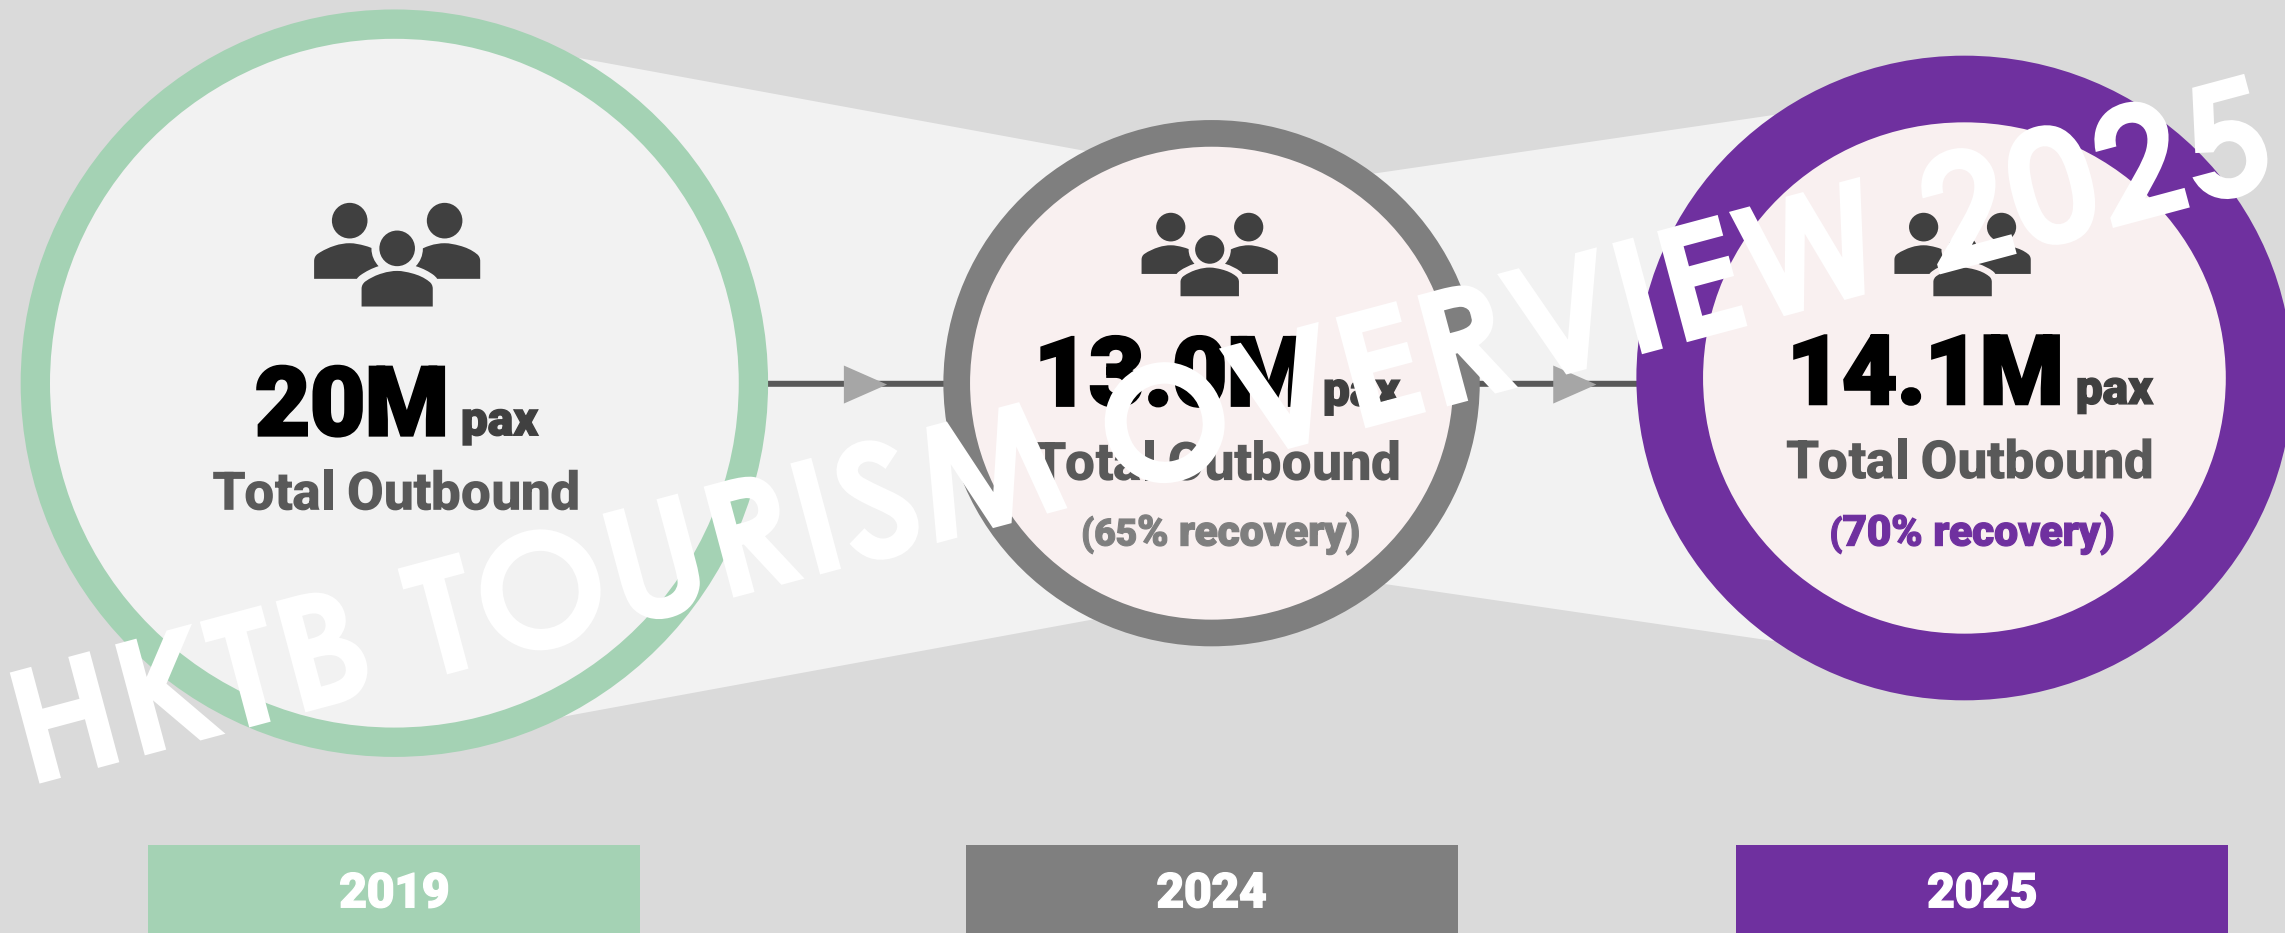 20M pax
Total Outbound
13.0M pax
Total Outbound
(65% recovery)
14.1M pax
Total Outbound
(70% recovery)
HKTB TOURISM OVERVIEW 2025
2019
2024
2025